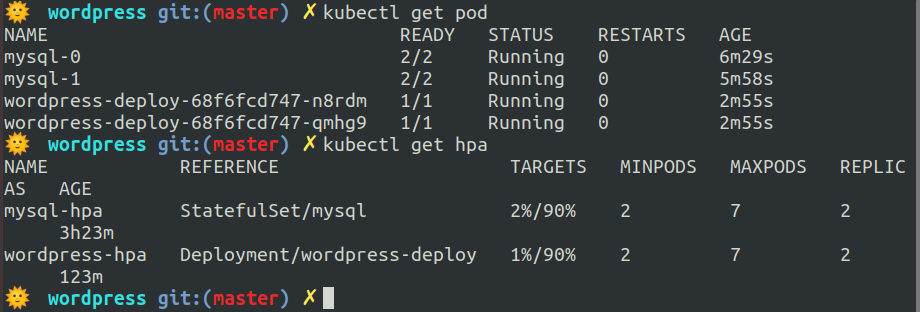 🌞 wordpress git:(master) ✗ kubectl get pod
NAME READY STATUS RESTARTS AGE
mysql-0 2/2 Running 0 6m29s
mysql-1 2/2 Running 0 5m58s
wordpress-deploy-68f6fcd747-n8rdm 1/1 Running 0 2m55s
wordpress-deploy-68f6fcd747-qmhg9 1/1 Running 0 2m55s
🌞 wordpress git:(master) ✗ kubectl get hpa
NAME REFERENCE TARGETS MINPODS MAXPODS REPLIC
AS AGE
mysql-hpa StatefulSet/mysql 2%/90% 2 7 2
3h23m
wordpress-hpa Deployment/wordpress-deploy 1%/90% 2 7 2
123m
🌞 wordpress git:(master) ✗